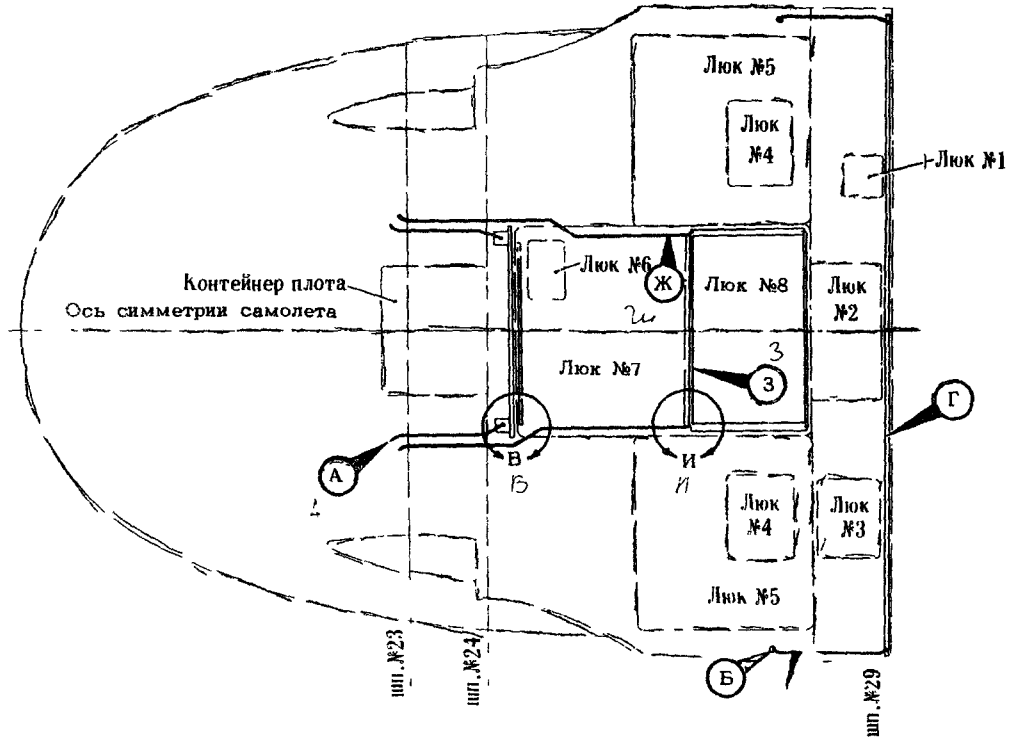 Люк №5
Люк
№4
Люк №1
Люк №6
Ж
Контейнер плота
Ось симметрии самолета
Люк №8
Люк
№2
З
З
Люк №7
Г
А
В
В
И
И
Люк
№4
Люк
№3
Люк №5
Б
шп.№23
шп.№24
шп.№29